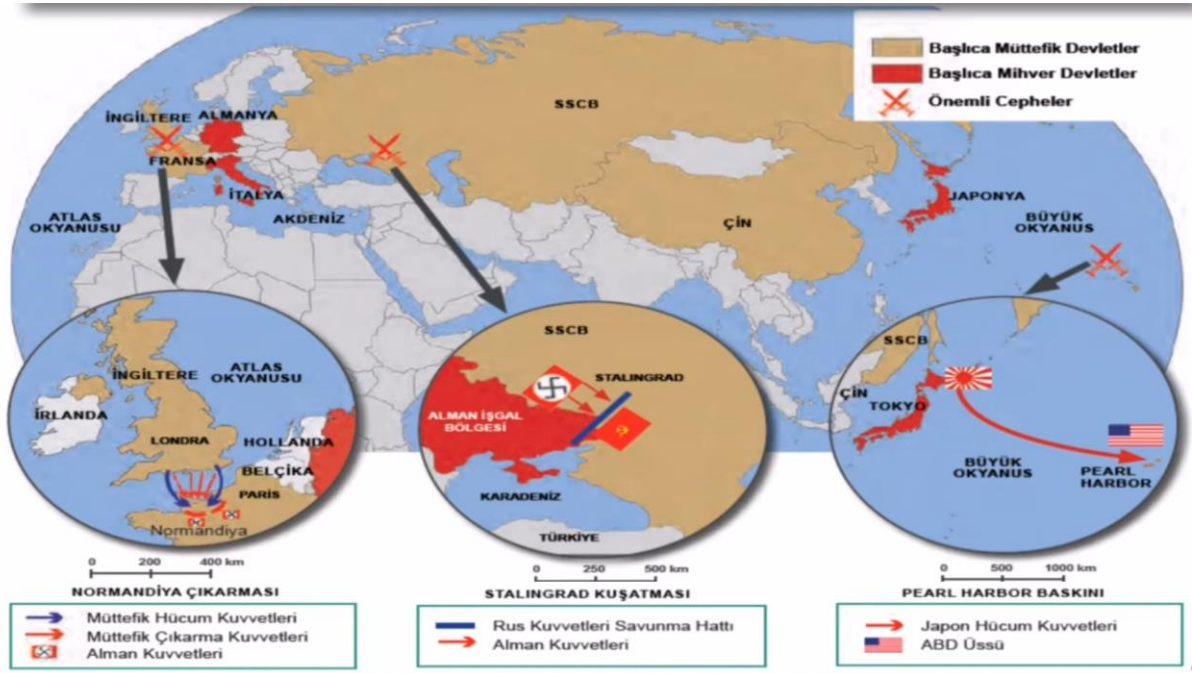 Başlıca Müttefik Devletler
Başlıca Mihver Devletler
Önemli Cepheler
SSCB
İNGİLTERE
ALMANYA
FRANSA
İTALYA
ATLAS
OKYANUSU
AKDENİZ
ÇİN
JAPONYA
BÜYÜK
OKYANUS
İNGİLTERE
ATLAS
OKYANUSU
İRLANDA
LONDRA
HOLLANDA
BELÇİKA
PARİS
Normandiya
SSCB
STALINGRAD
ALMAN İŞGAL
BÖLGESİ
KARADENİZ
TÜRKİYE
SSCB
ÇİN
TOKYO
BÜYÜK
OKYANUS
PEARL
HARBOR
0 200 400 km
NORMANDİYA ÇIKARMASI
Müttefik Hücum Kuvvetleri
Müttefik Çıkarma Kuvvetleri
Alman Kuvvetleri
0 250 500 km
STALINGRAD KUŞATMASI
Rus Kuvvetleri Savunma Hattı
Alman Kuvvetleri
0 500 1000 km
PEARL HARBOR BASKINI
Japon Hücum Kuvvetleri
ABD Üssü